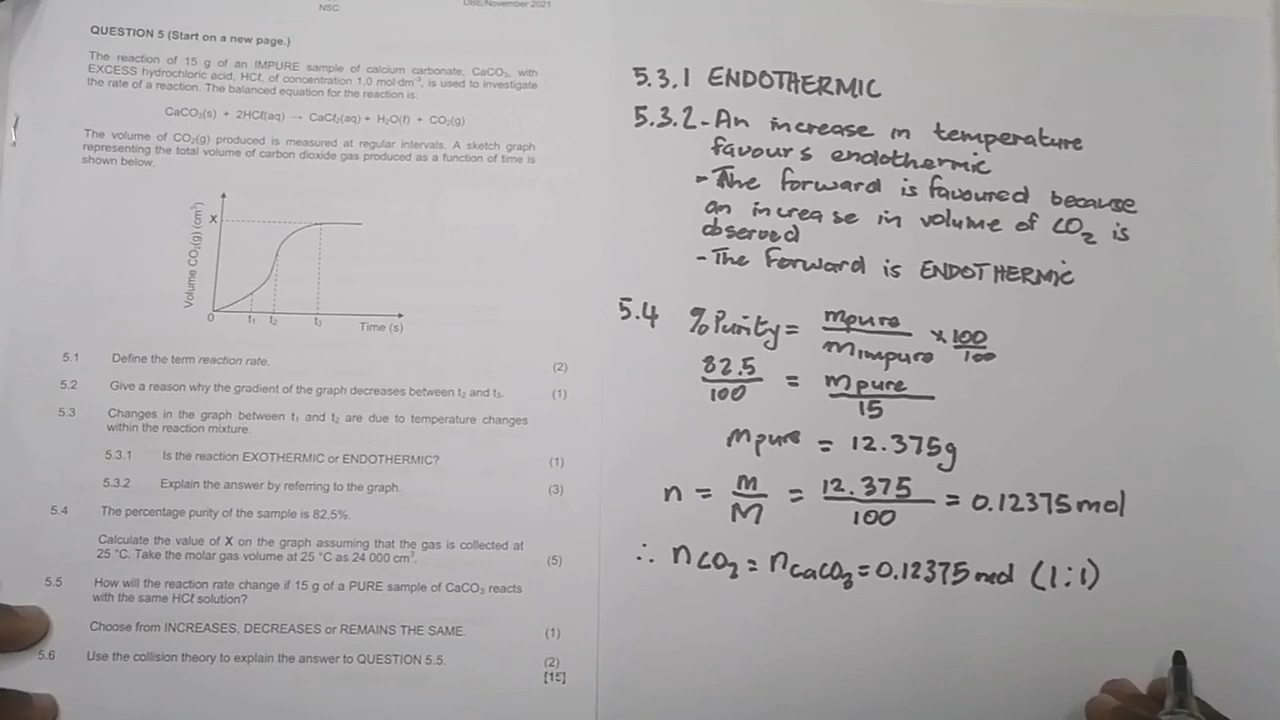 NSC
DBE/November 2021
QUESTION 5 (Start on a new page.)
The reaction of 15 g of an IMPURE sample of calcium carbonate, CaCO₃, with
EXCESS hydrochloric acid, HCℓ, of concentration 1,0 mol·dm⁻³, is used to investigate
the rate of a reaction. The balanced equation for the reaction is:
CaCO₃(s) + 2HCℓ(aq) → CaCℓ₂(aq) + H₂O(ℓ) + CO₂(g)
The volume of CO₂(g) produced is measured at regular intervals. A sketch graph
representing the total volume of carbon dioxide gas produced as a function of time is
shown below.
Volume CO₂(g) (cm³)
X
0
t₁
t₂
t₃
Time (s)
5.1 Define the term reaction rate. (2)
5.2 Give a reason why the gradient of the graph decreases between t₂ and t₃. (1)
5.3 Changes in the graph between t₁ and t₂ are due to temperature changes
within the reaction mixture.
5.3.1 Is the reaction EXOTHERMIC or ENDOTHERMIC? (1)
5.3.2 Explain the answer by referring to the graph. (3)
5.4 The percentage purity of the sample is 82,5%.
Calculate the value of X on the graph assuming that the gas is collected at
25 °C. Take the molar gas volume at 25 °C as 24 000 cm³. (5)
5.5 How will the reaction rate change if 15 g of a PURE sample of CaCO₃ reacts
with the same HCℓ solution?
Choose from INCREASES, DECREASES or REMAINS THE SAME. (1)
5.6 Use the collision theory to explain the answer to QUESTION 5.5. (2)
[15]
5.3.1 ENDOTHERMIC
5.3.2 - An increase in temperature
favours endothermic
- The forward is favoured because
an increase in volume of CO₂ is
observed
- The forward is ENDOTHERMIC
5.4 % Purity = mpure / mimpure × 100/100
82.5/100 = mpure/15
mpure = 12.375g
n = m/M = 12.375/100 = 0.12375 mol
∴ nCO₂ = nCaCO₃ = 0.12375 mol (1:1)